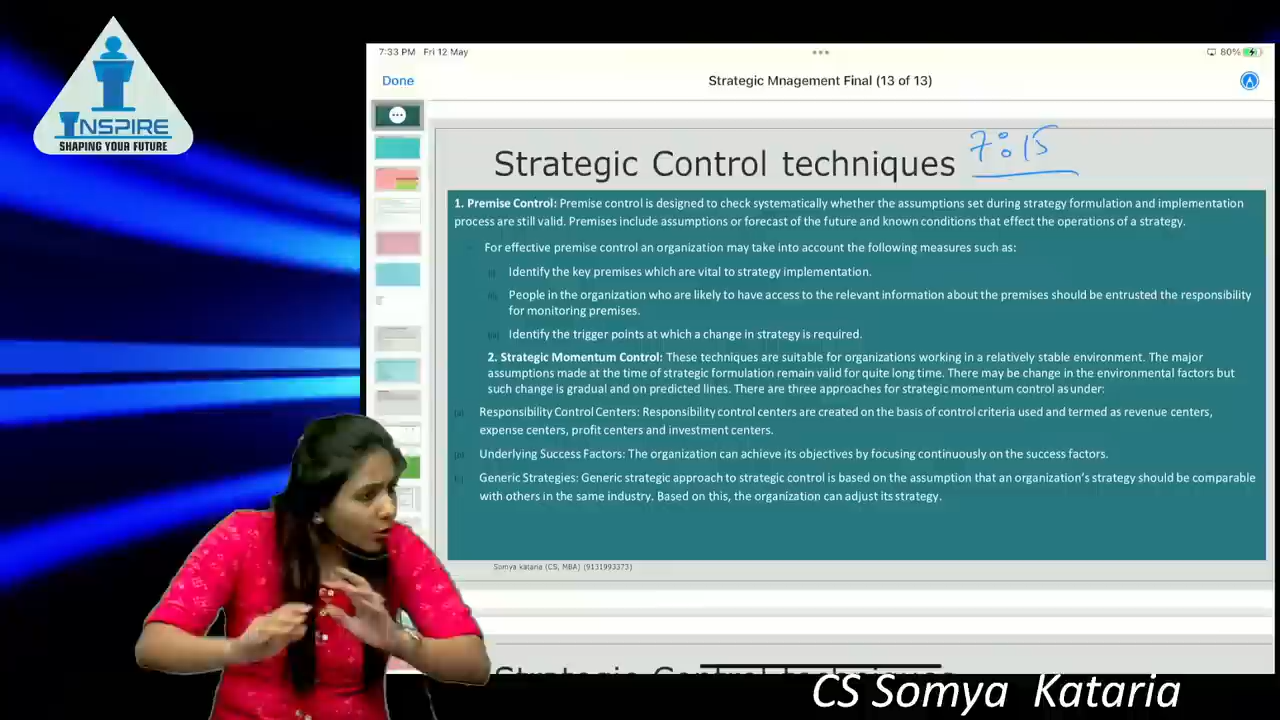 INSPIRE
SHAPING YOUR FUTURE
7:33 PM Fri 12 May
80%
Done
Strategic Mnagement Final (13 of 13)
Strategic Control techniques 7:15
1. Premise Control: Premise control is designed to check systematically whether the assumptions set during strategy formulation and implementation
process are still valid. Premises include assumptions or forecast of the future and known conditions that effect the operations of a strategy.
For effective premise control an organization may take into account the following measures such as:
Identify the key premises which are vital to strategy implementation.
People in the organization who are likely to have access to the relevant information about the premises should be entrusted the responsibility
for monitoring premises.
Identify the trigger points at which a change in strategy is required.
2. Strategic Momentum Control: These techniques are suitable for organizations working in a relatively stable environment. The major
assumptions made at the time of strategic formulation remain valid for quite long time. There may be change in the environmental factors but
such change is gradual and on predicted lines. There are three approaches for strategic momentum control as under:
Responsibility Control Centers: Responsibility control centers are created on the basis of control criteria used and termed as revenue centers,
expense centers, profit centers and investment centers.
Underlying Success Factors: The organization can achieve its objectives by focusing continuously on the success factors.
Generic Strategies: Generic strategic approach to strategic control is based on the assumption that an organization's strategy should be comparable
with others in the same industry. Based on this, the organization can adjust its strategy.
Somya kataria (CS, MBA) (9131993373)
Strategic Control techniques
CS Somya Kataria